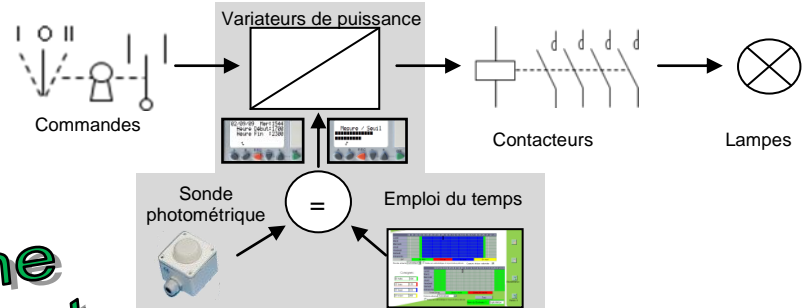 Variateurs de puissance
I O II
Commandes
Contacteurs
Lampes
Mesure / Seuil
Sonde
photométrique
=
Emploi du temps